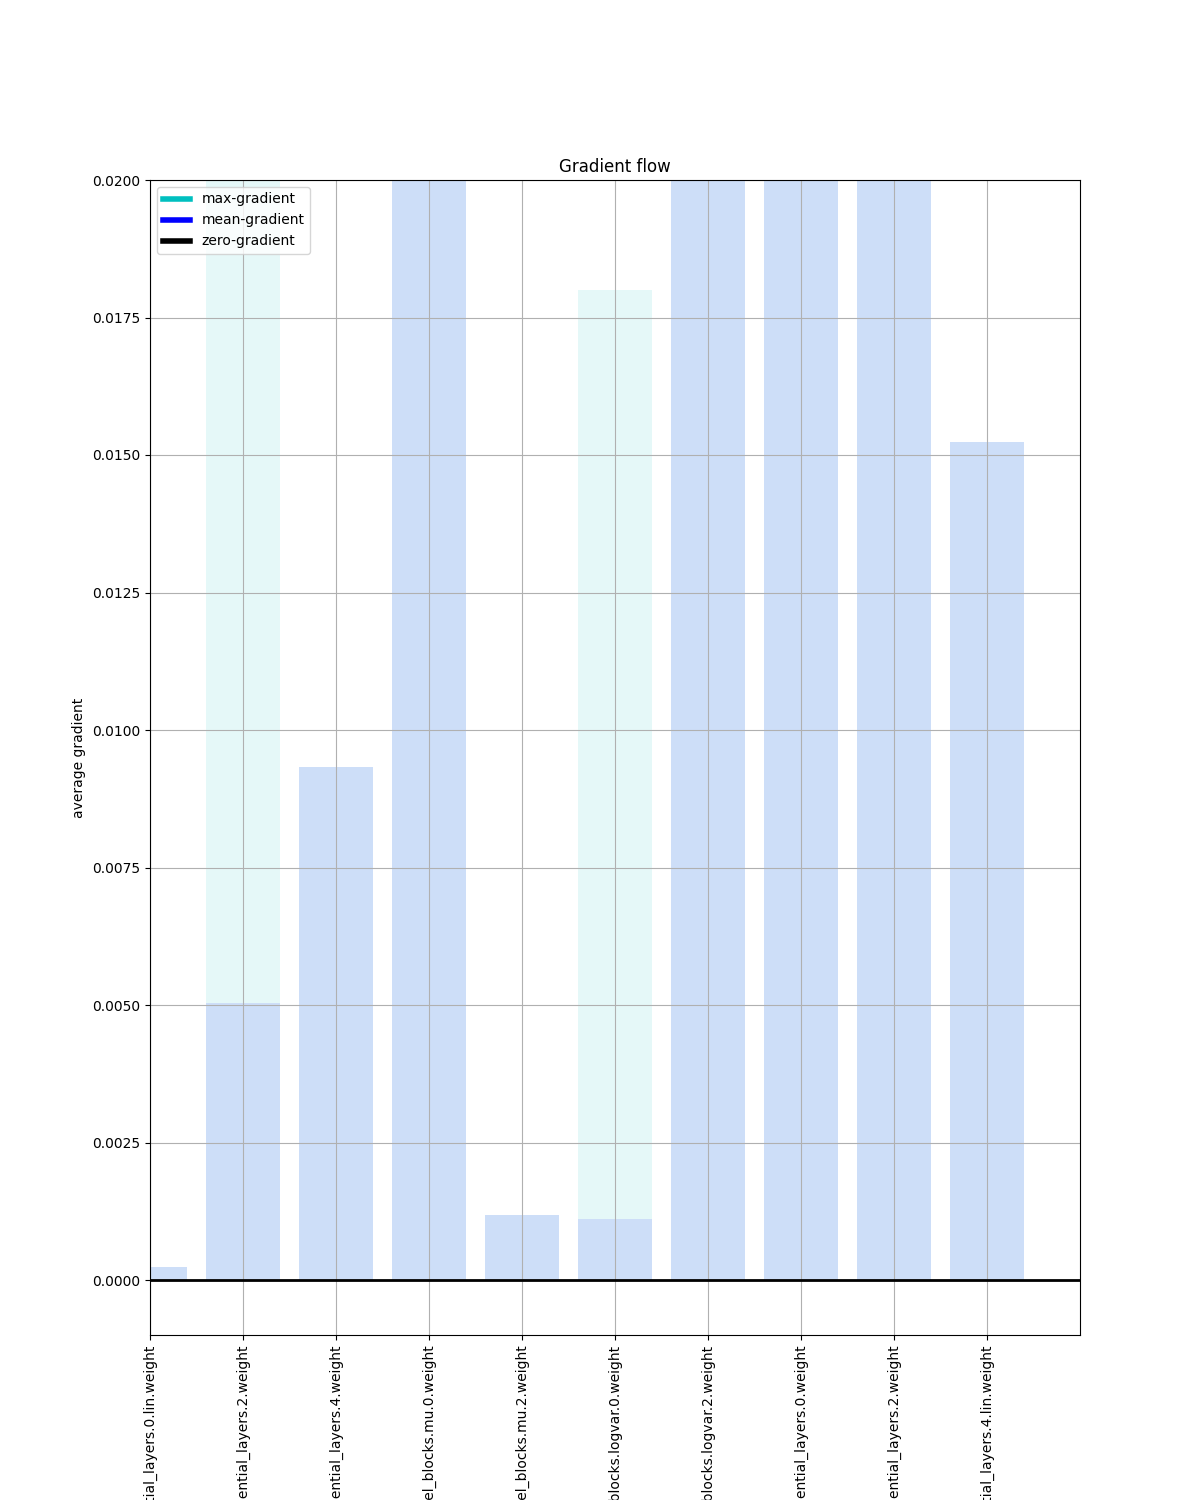 Gradient flow
max-gradient
mean-gradient
zero-gradient
0.0200
0.0175
0.0150
0.0125
0.0100
0.0075
0.0050
0.0025
0.0000
average gradient
tial_layers.0.lin.weight
ential_layers.2.weight
ential_layers.4.weight
el_blocks.mu.0.weight
el_blocks.mu.2.weight
blocks.logvar.0.weight
blocks.logvar.2.weight
ential_layers.0.weight
ential_layers.2.weight
tial_layers.4.lin.weight